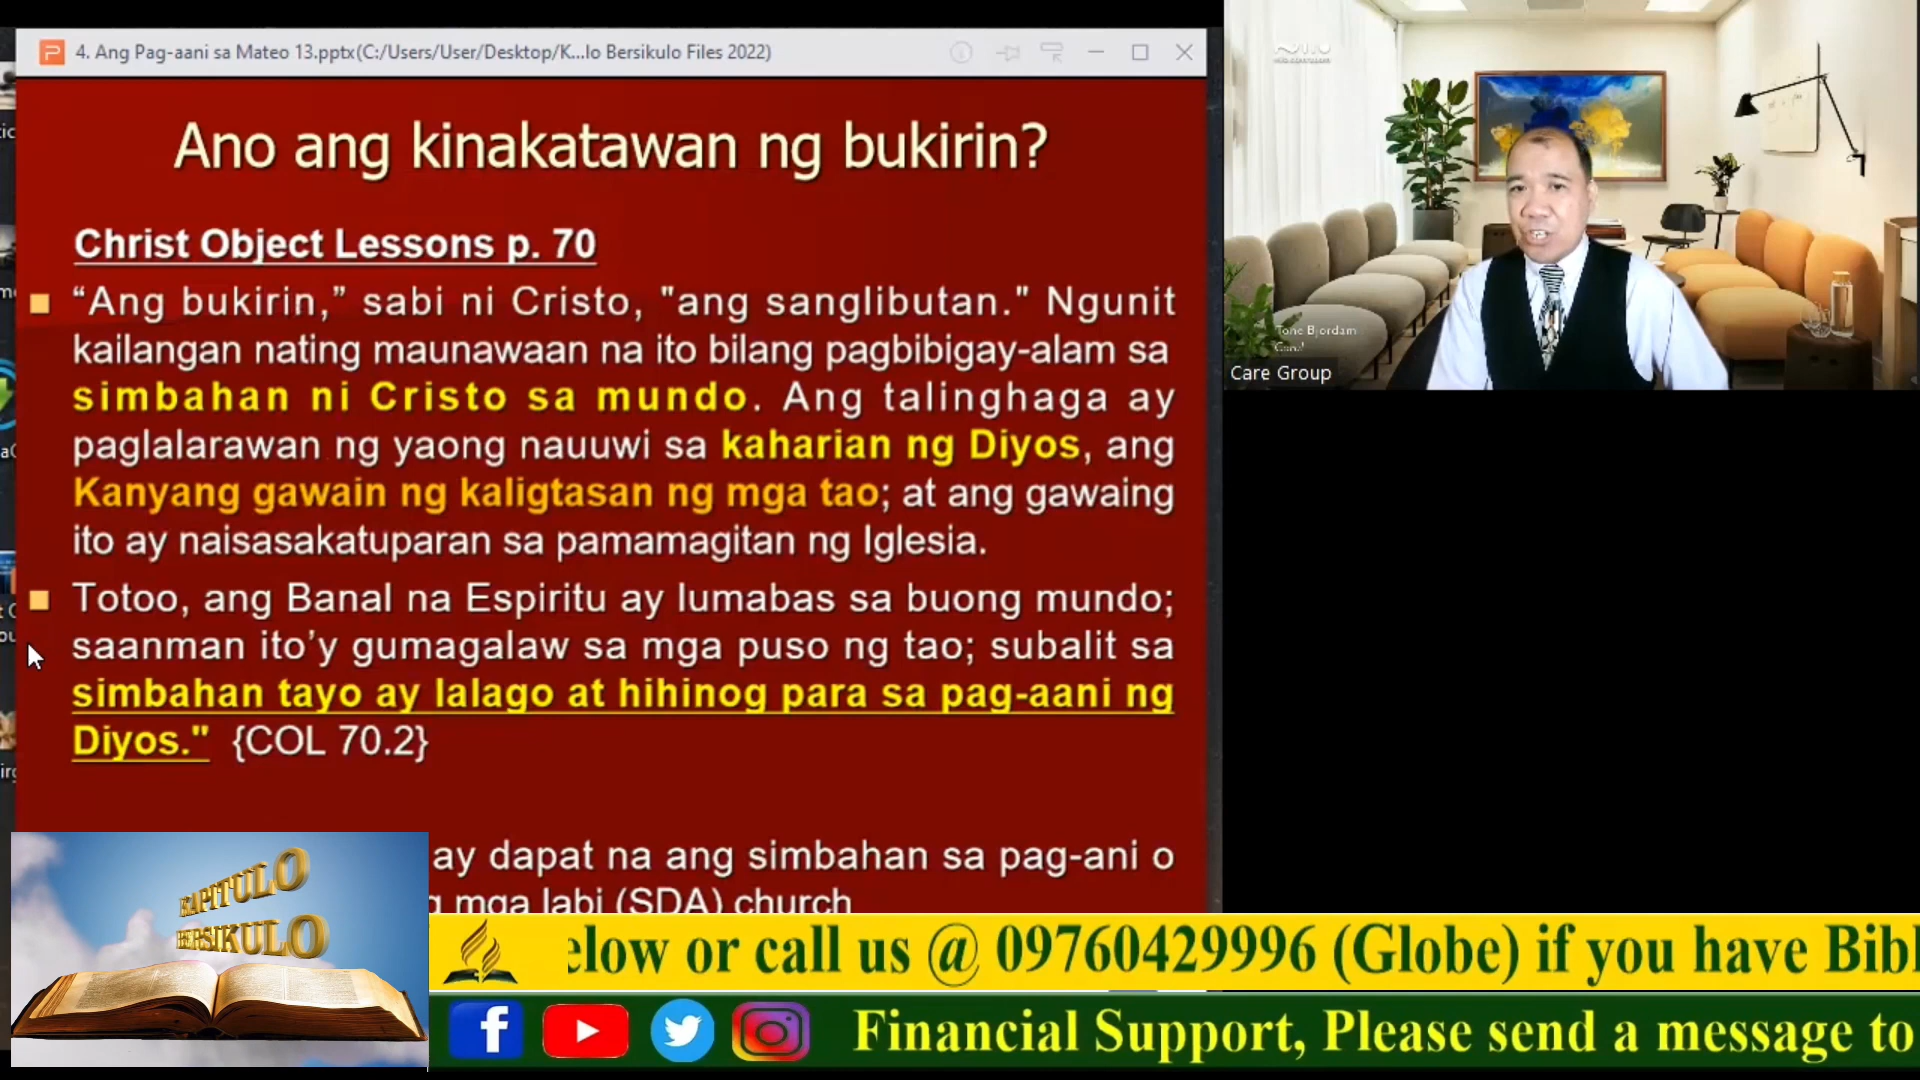 4. Ang Pag-aani sa Mateo 13.pptx(C:/Users/User/Desktop/K...lo Bersikulo Files 2022)
Ano ang kinakatawan ng bukirin?
Christ Object Lessons p. 70
“Ang bukirin,” sabi ni Cristo, "ang sanglibutan." Ngunit
kailangan nating maunawaan na ito bilang pagbibigay-alam sa
simbahan ni Cristo sa mundo. Ang talinghaga ay
paglalarawan ng yaong nauuwi sa kaharian ng Diyos, ang
Kanyang gawain ng kaligtasan ng mga tao; at ang gawaing
ito ay naisasakatuparan sa pamamagitan ng Iglesia.
Totoo, ang Banal na Espiritu ay lumabas sa buong mundo;
saanman ito’y gumagalaw sa mga puso ng tao; subalit sa
simbahan tayo ay lalago at hihinog para sa pag-aani ng
Diyos." {COL 70.2}
ay dapat na ang simbahan sa pag-ani o
mga labi (SDA) church
Tone Bjordam
Care Group
KAPITULO
BERSIKULO
elow or call us @ 09760429996 (Globe) if you have Bibl
Financial Support, Please send a message to